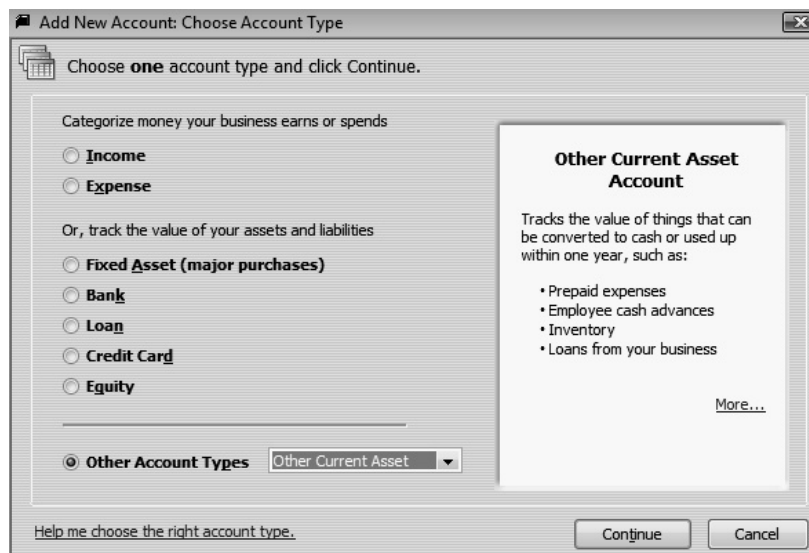 Add New Account: Choose Account Type
Choose one account type and click Continue.
Categorize money your business earns or spends
Income
Expense
Or, track the value of your assets and liabilities
Fixed Asset (major purchases)
Bank
Loan
Credit Card
Equity
Other Account Types
Other Current Asset
Other Current Asset
Account
Tracks the value of things that can
be converted to cash or used up
within one year, such as:
• Prepaid expenses
• Employee cash advances
• Inventory
• Loans from your business
More...
Help me choose the right account type.
Continue
Cancel